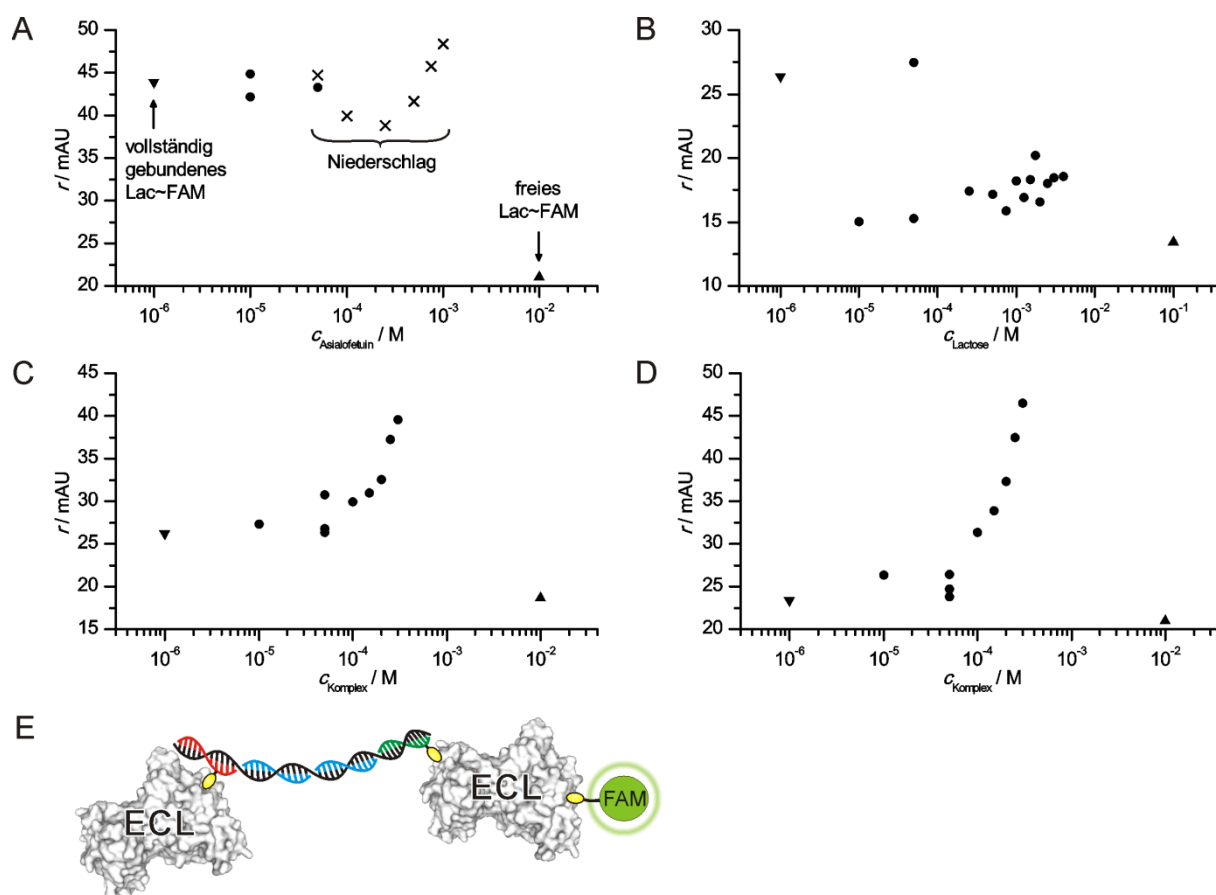 A
50
45
40
35
30
25
20
r / mAU
vollständig
gebundenes
Lac~FAM
Niederschlag
freies
Lac~FAM
10⁻⁶ 10⁻⁵ 10⁻⁴ 10⁻³ 10⁻²
c Asialofetuin / M
B
30
25
20
15
10
r / mAU
10⁻⁶ 10⁻⁵ 10⁻⁴ 10⁻³ 10⁻² 10⁻¹
c Lactose / M
C
45
40
35
30
25
20
15
r / mAU
10⁻⁶ 10⁻⁵ 10⁻⁴ 10⁻³ 10⁻²
c Komplex / M
D
50
45
40
35
30
25
20
r / mAU
10⁻⁶ 10⁻⁵ 10⁻⁴ 10⁻³ 10⁻²
c Komplex / M
E
ECL
ECL
FAM